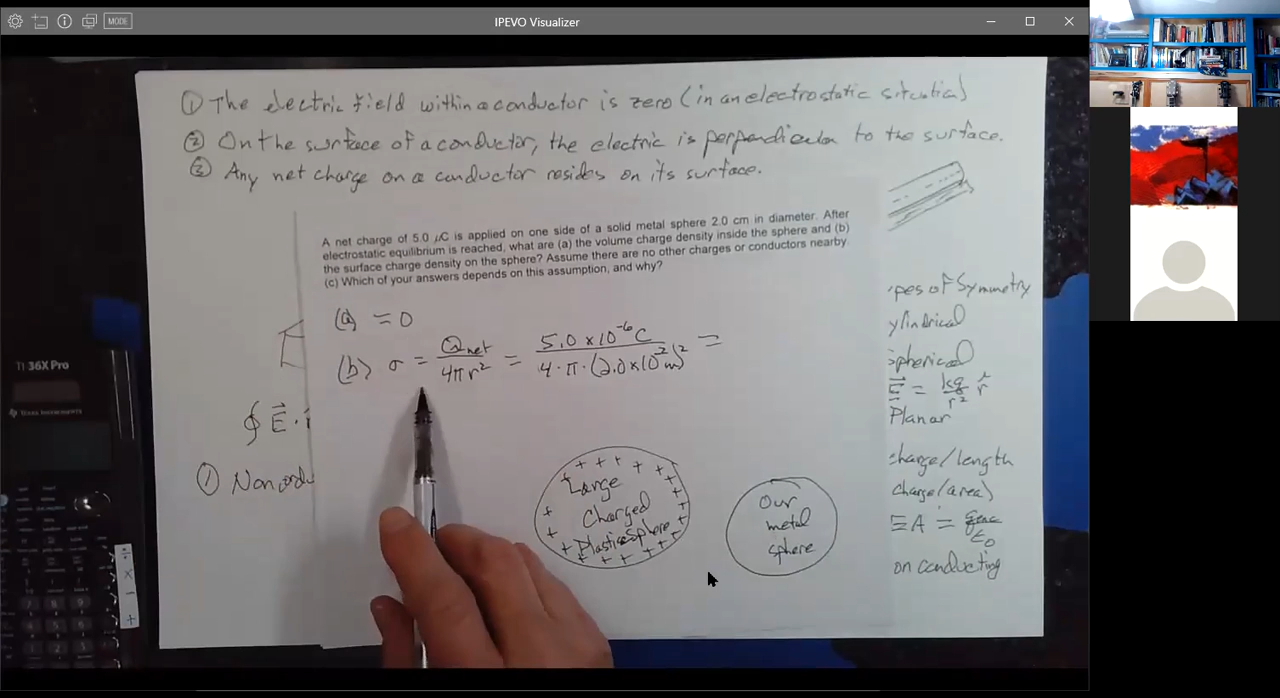 IPEVO Visualizer
MODE
① The electric field within a conductor is zero (in an electrostatic situation)
② On the surface of a conductor, the electric is perpendicular to the surface.
③ Any net charge on a conductor resides on its surface.
A net charge of 5.0 μC is applied on one side of a solid metal sphere 2.0 cm in diameter. After
electrostatic equilibrium is reached, what are (a) the volume charge density inside the sphere and (b)
the surface charge density on the sphere? Assume there are no other charges or conductors nearby.
(c) Which of your answers depends on this assumption, and why?
(a) = 0
(b) σ = Qnet / 4πr² = 5.0 × 10⁻⁶ C / 4 · π · (2.0 × 10⁻² m)² =
∮ E⃗ ·
① Noncondu
Large
Charged
Plastic sphere
Our
metal
sphere
pes of Symmetry
ylindrical
pherical
E⃗ = kq / r² r̂
Planar
charge/length
charge/area)
EA = qenc / ε₀
on conducting
TI 36X Pro
TEXAS INSTRUMENTS